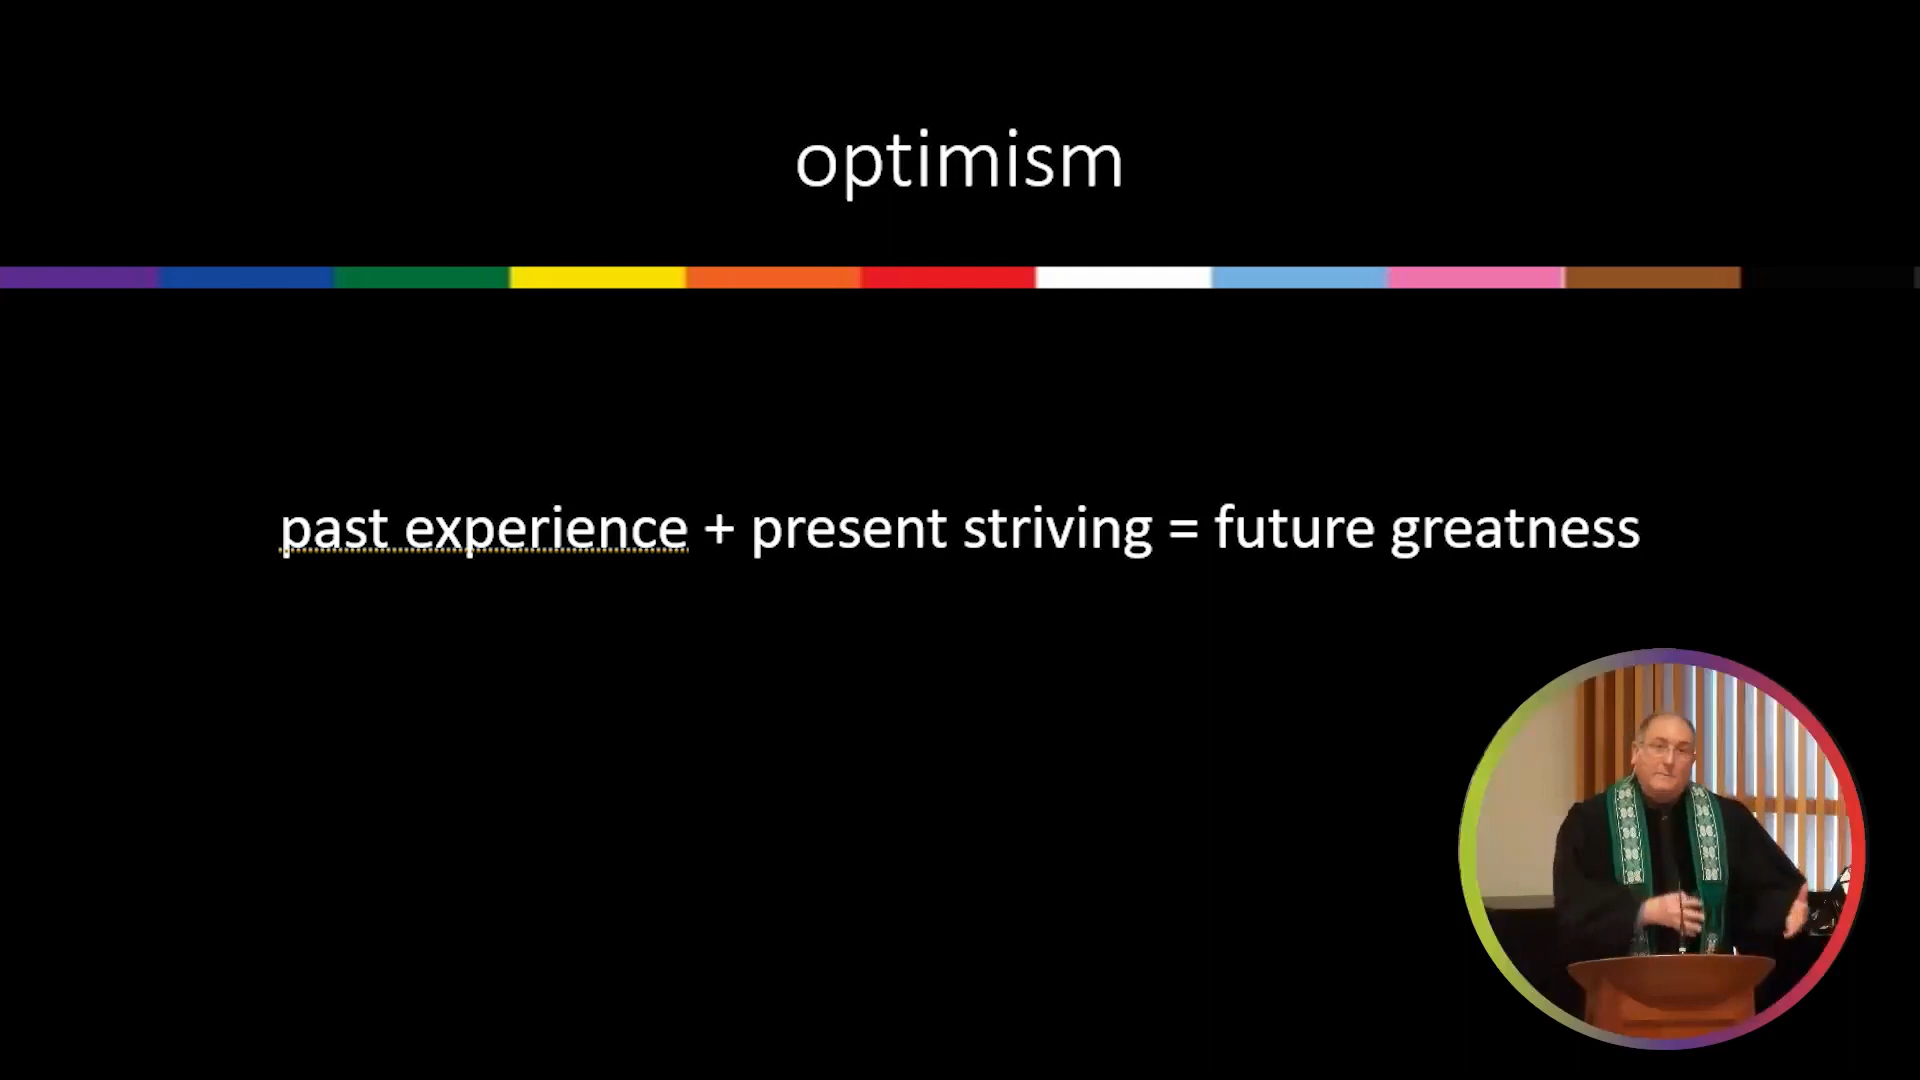 optimism
past experience + present striving = future greatness